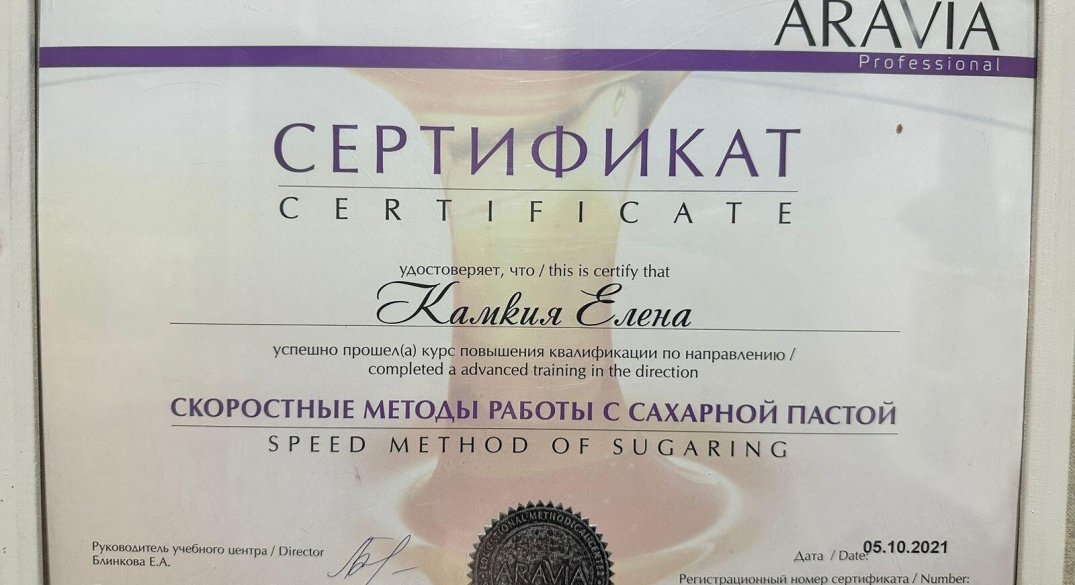 ARAVIA
Professional
СЕРТИФИКАТ
CERTIFICATE
удостоверяет, что / this is certify that
Камкия Елена
успешно прошел(а) курс повышения квалификации по направлению /
completed a advanced training in the direction
СКОРОСТНЫЕ МЕТОДЫ РАБОТЫ С САХАРНОЙ ПАСТОЙ
SPEED METHOD OF SUGARING
Руководитель учебного центра / Director
Блинкова Е.А.
ARAVIA
Дата / Date: 05.10.2021
Регистрационный номер сертификата / Number: